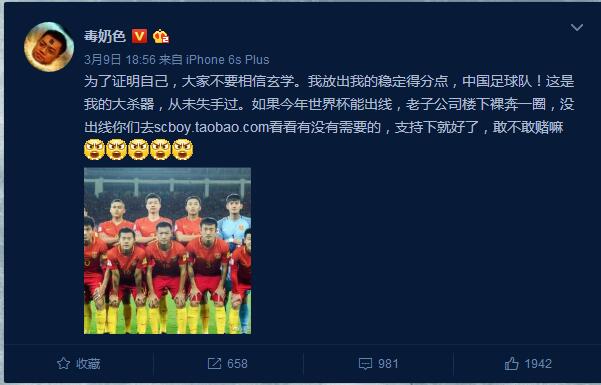 毒奶色
3月9日 18:56 来自 iPhone 6s Plus
为了证明自己，大家不要相信玄学。我放出我的稳定得分点，中国足球队！这是
我的大杀器，从未失手过。如果今年世界杯能出线，老子公司楼下裸奔一圈，没
出线你们去scboy.taobao.com看看有没有需要的，支持下就好了，敢不敢赌嘛
收藏
658
981
1942